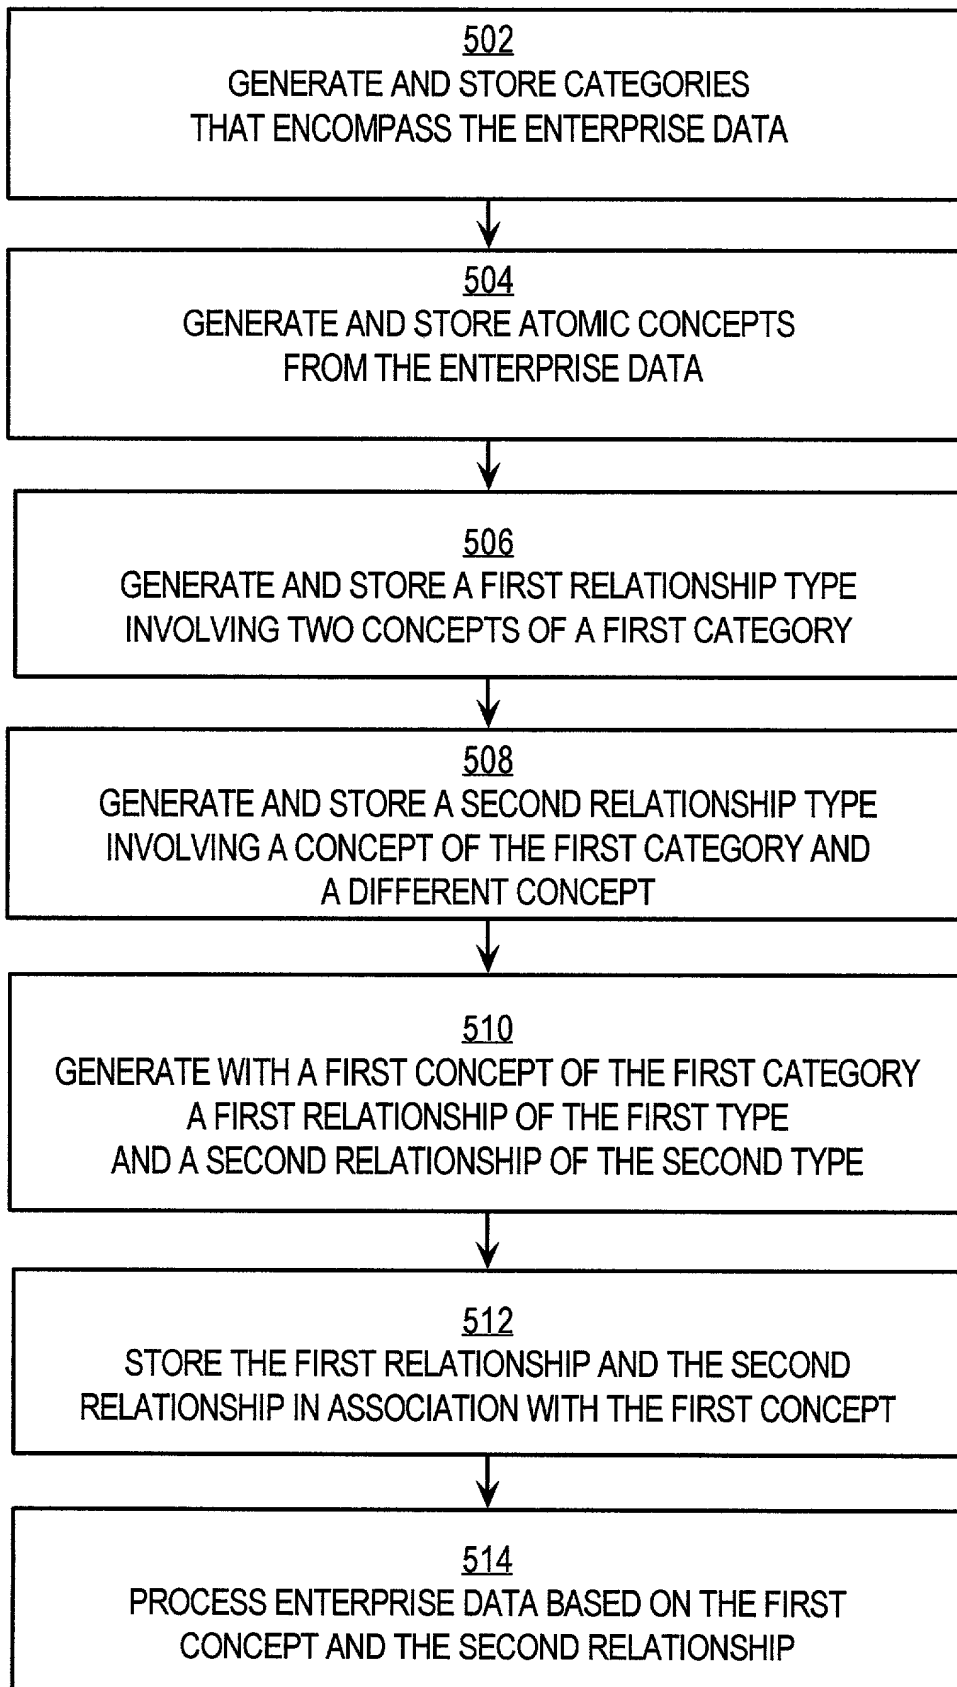 502
GENERATE AND STORE CATEGORIES
THAT ENCOMPASS THE ENTERPRISE DATA
504
GENERATE AND STORE ATOMIC CONCEPTS
FROM THE ENTERPRISE DATA
506
GENERATE AND STORE A FIRST RELATIONSHIP TYPE
INVOLVING TWO CONCEPTS OF A FIRST CATEGORY
508
GENERATE AND STORE A SECOND RELATIONSHIP TYPE
INVOLVING A CONCEPT OF THE FIRST CATEGORY AND
A DIFFERENT CONCEPT
510
GENERATE WITH A FIRST CONCEPT OF THE FIRST CATEGORY
A FIRST RELATIONSHIP OF THE FIRST TYPE
AND A SECOND RELATIONSHIP OF THE SECOND TYPE
512
STORE THE FIRST RELATIONSHIP AND THE SECOND
RELATIONSHIP IN ASSOCIATION WITH THE FIRST CONCEPT
514
PROCESS ENTERPRISE DATA BASED ON THE FIRST
CONCEPT AND THE SECOND RELATIONSHIP